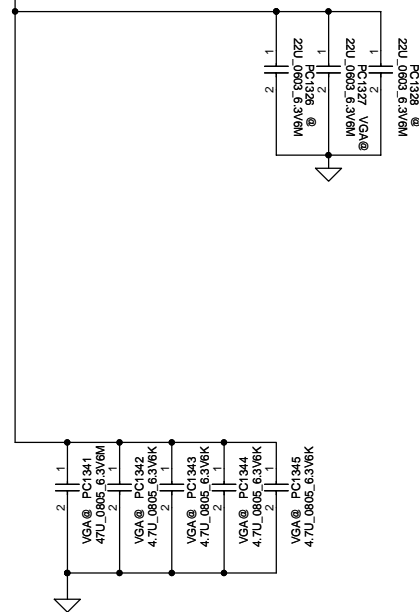 PC1328 @
22U_0603_6.3V6M
1 2
PC1327 VGA@
22U_0603_6.3V6M
1 2
PC1326 @
22U_0603_6.3V6M
1 2
1 2
VGA@ PC1341
47U_0805_6.3V6M
1 2
VGA@ PC1342
4.7U_0805_6.3V6K
1 2
VGA@ PC1343
4.7U_0805_6.3V6K
1 2
VGA@ PC1344
4.7U_0805_6.3V6K
1 2
VGA@ PC1345
4.7U_0805_6.3V6K